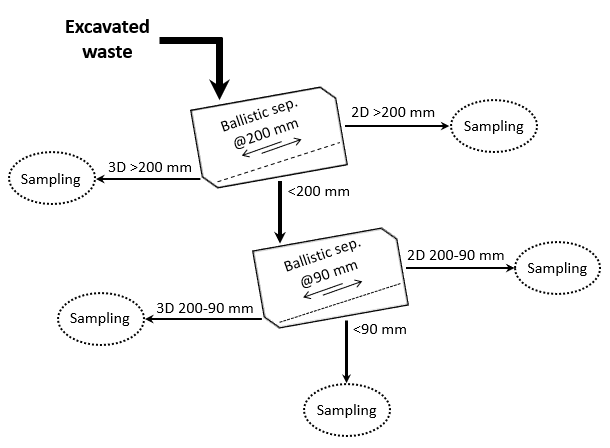 Excavated
waste
Ballistic sep.
@200 mm
2D >200 mm
Sampling
3D >200 mm
Sampling
<200 mm
Ballistic sep.
@90 mm
2D 200-90 mm
Sampling
3D 200-90 mm
Sampling
<90 mm
Sampling